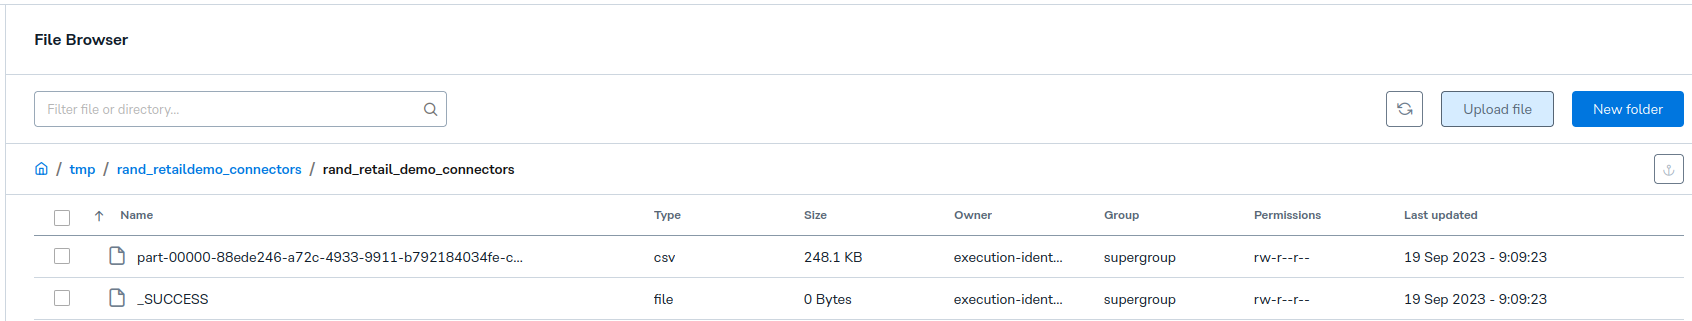 File Browser
Filter file or directory...
Upload file
New folder
/ tmp / rand_retaildemo_connectors / rand_retail_demo_connectors
Name Type Size Owner Group Permissions Last updated
part-00000-88ede246-a72c-4933-9911-b792184034fe-c... csv 248.1 KB execution-ident... supergroup rw-r--r-- 19 Sep 2023 - 9:09:23
_SUCCESS file 0 Bytes execution-ident... supergroup rw-r--r-- 19 Sep 2023 - 9:09:23